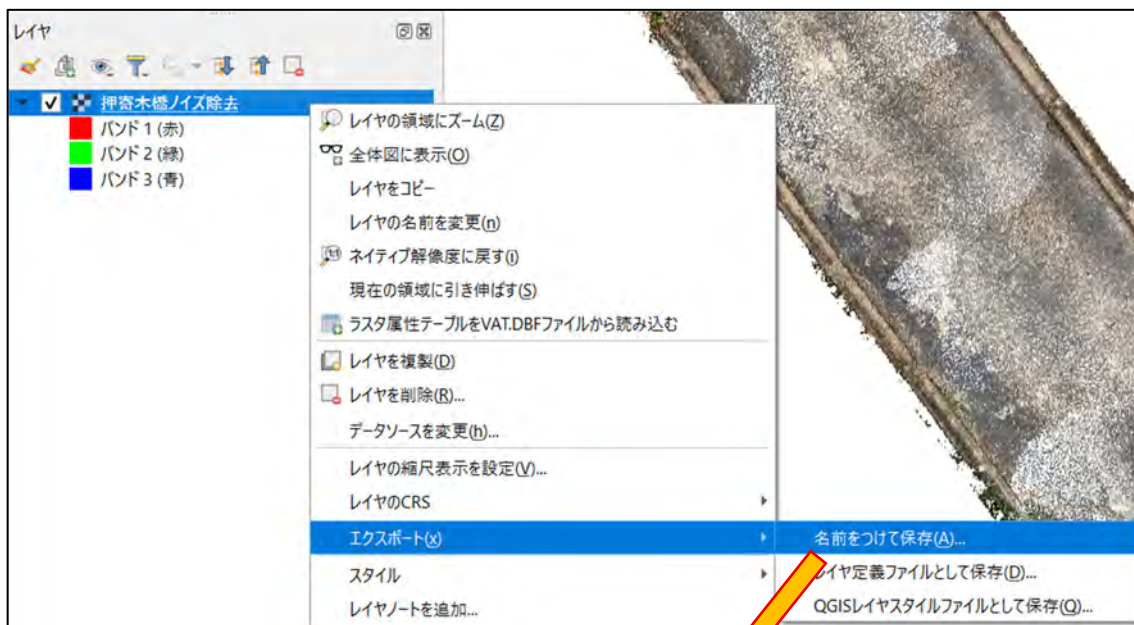 レイヤ
押寄木橋ノイズ除去
バンド 1 (赤)
バンド 2 (緑)
バンド 3 (青)
レイヤの領域にズーム(Z)
全体図に表示(O)
レイヤをコピー
レイヤの名前を変更(n)
ネイティブ解像度に戻す(i)
現在の領域に引き伸ばす(S)
ラスタ属性テーブルをVAT.DBFファイルから読み込む
レイヤを複製(D)
レイヤを削除(R)...
データソースを変更(h)...
レイヤの縮尺表示を設定(V)...
レイヤのCRS
エクスポート(x)
名前をつけて保存(A)...
スタイル
レイヤ定義ファイルとして保存(D)...
レイヤノートを追加...
QGISレイヤスタイルファイルとして保存(Q)...